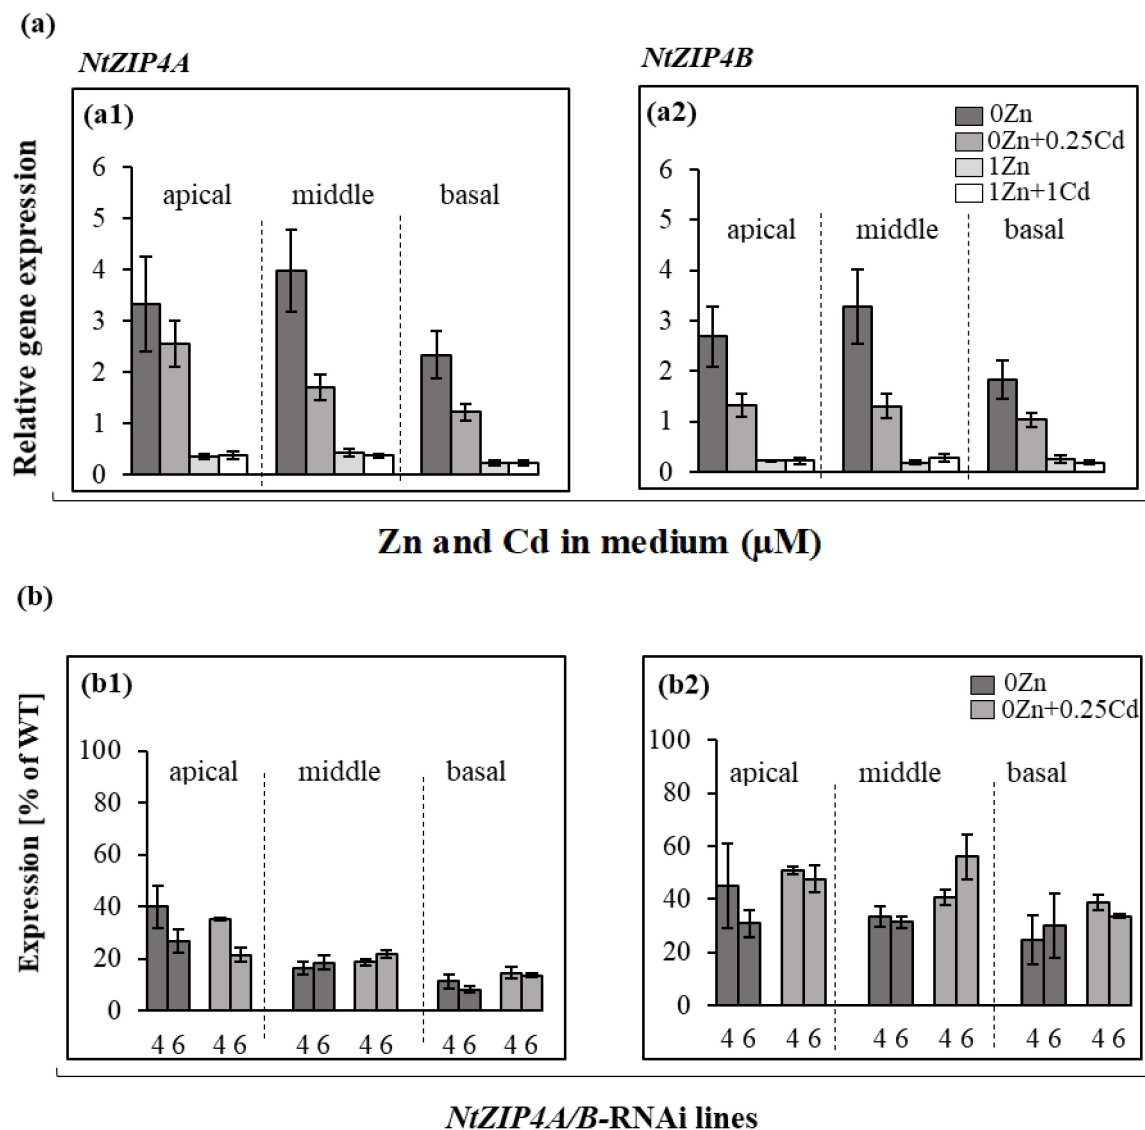 (a)
NtZIP4A
NtZIP4B
(a1)
(a2)
0Zn
0Zn+0.25Cd
1Zn
1Zn+1Cd
Relative gene expression
6
5
4
3
2
1
0
apical
middle
basal
6
5
4
3
2
1
0
apical
middle
basal
Zn and Cd in medium (µM)
(b)
(b1)
(b2)
0Zn
0Zn+0.25Cd
Expression [% of WT]
100
80
60
40
20
0
apical
middle
basal
4 6 4 6 4 6 4 6 4 6 4 6
100
80
60
40
20
0
apical
middle
basal
4 6 4 6 4 6 4 6 4 6 4 6
NtZIP4A/B-RNAi lines